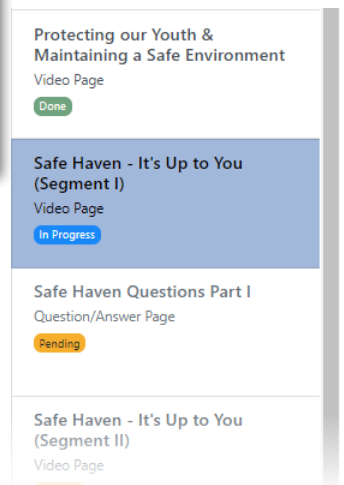 Protecting our Youth &
Maintaining a Safe Environment
Video Page
Done
Safe Haven - It's Up to You
(Segment I)
Video Page
In Progress
Safe Haven Questions Part I
Question/Answer Page
Pending
Safe Haven - It's Up to You
(Segment II)
Video Page